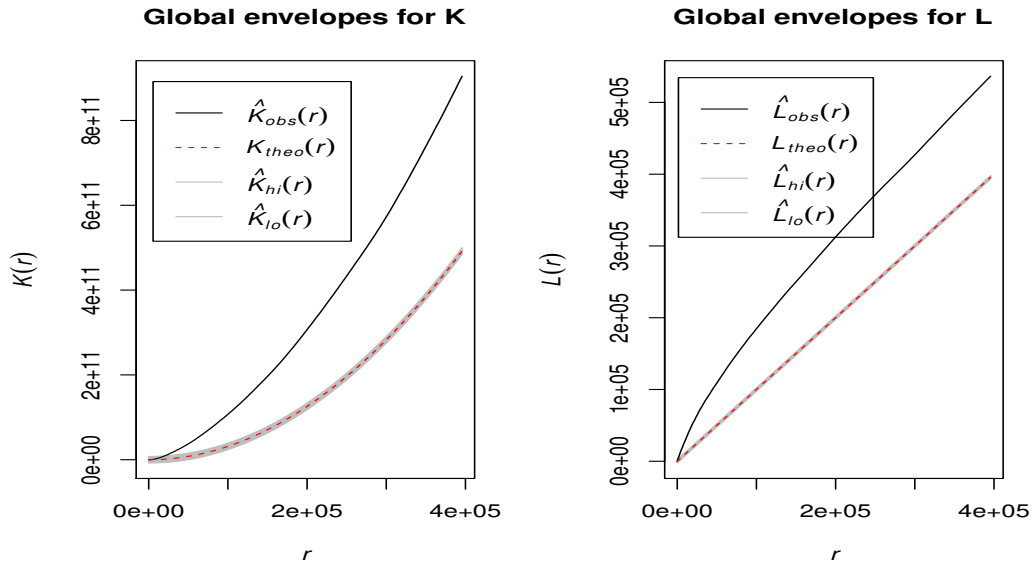 Global envelopes for K
K̂obs(r)
Ktheo(r)
K̂hi(r)
K̂lo(r)
K(r)
0e+00
2e+11
4e+11
6e+11
8e+11
0e+00
2e+05
4e+05
r
Global envelopes for L
L̂obs(r)
Ltheo(r)
L̂hi(r)
L̂lo(r)
L(r)
0e+00
1e+05
2e+05
3e+05
4e+05
5e+05
0e+00
2e+05
4e+05
r